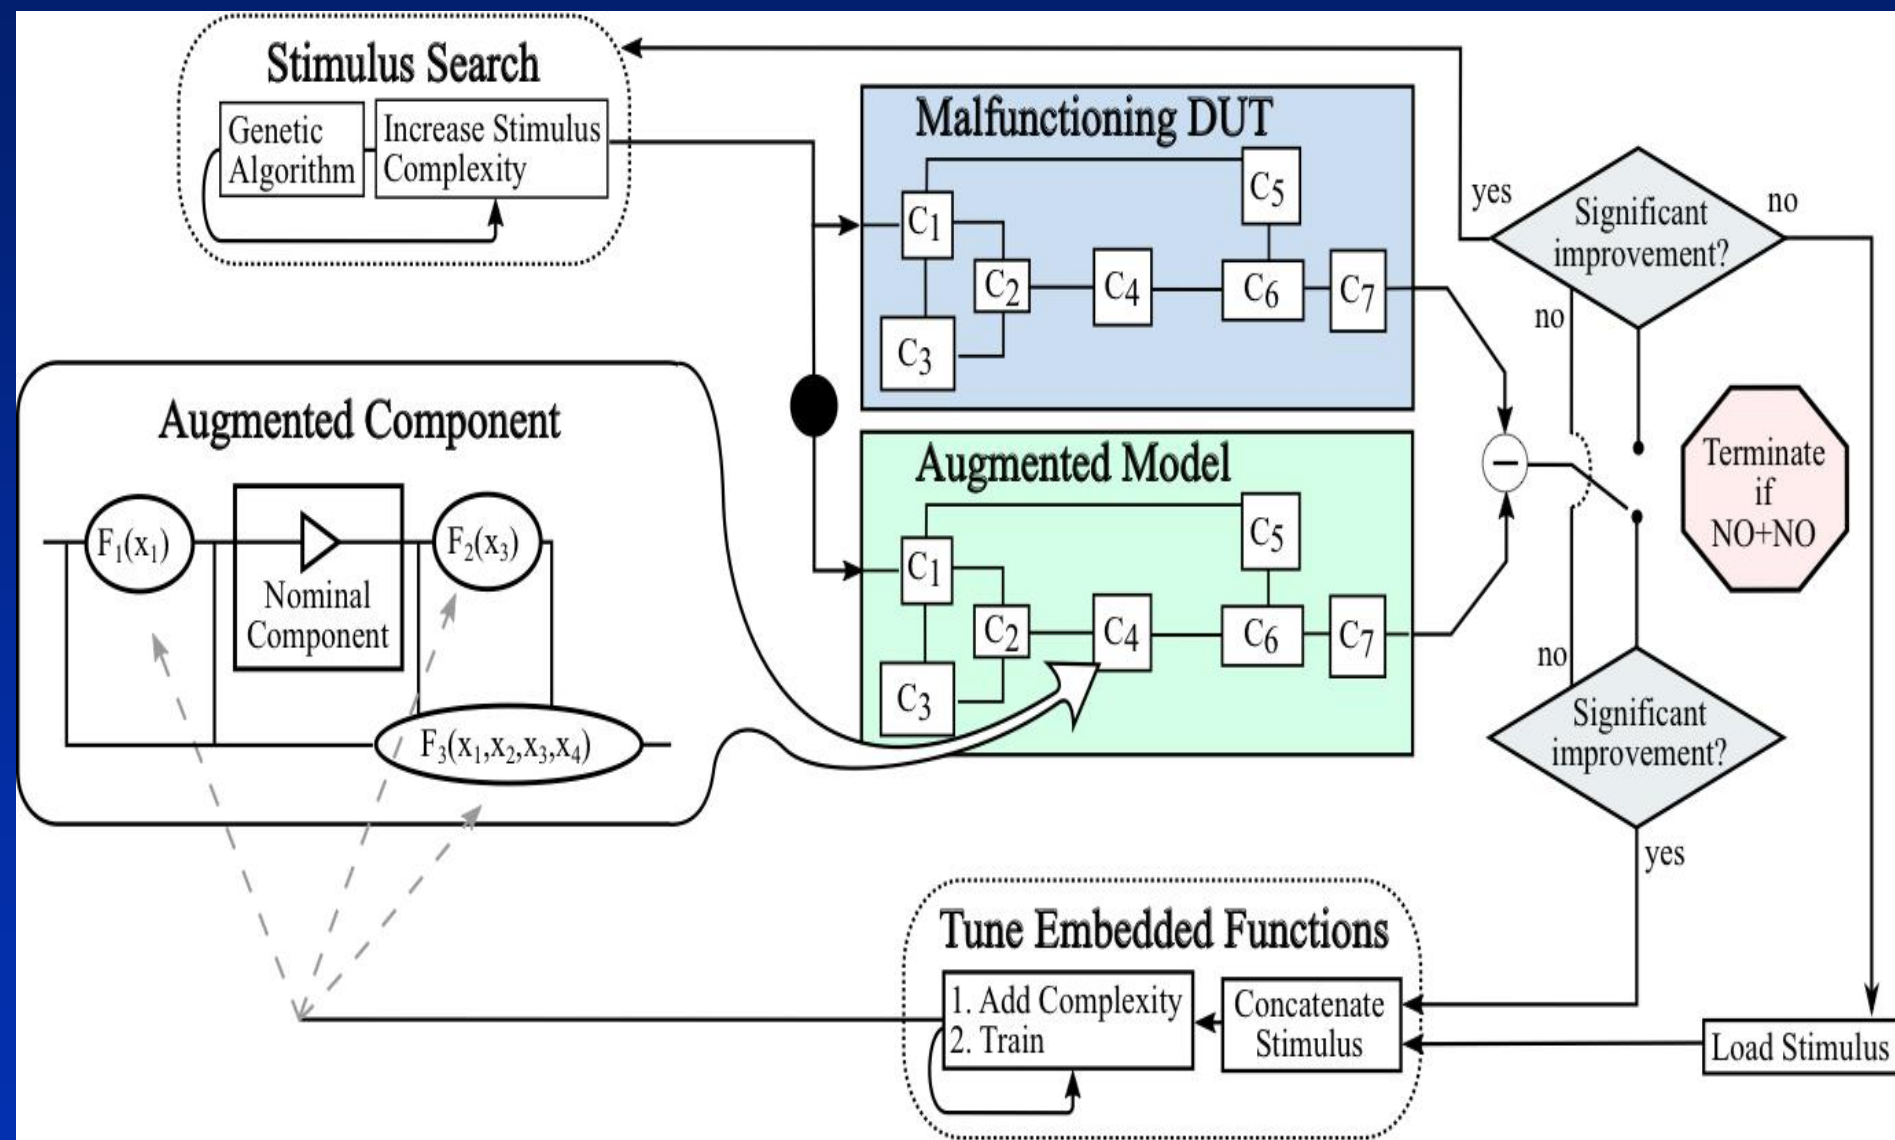 Stimulus Search
Genetic
Algorithm
Increase Stimulus
Complexity
Malfunctioning DUT
C1
C2
C3
C4
C5
C6
C7
Augmented Model
C1
C2
C3
C4
C5
C6
C7
Augmented Component
F1(x1)
Nominal
Component
F2(x3)
F3(x1,x2,x3,x4)
yes
Significant
improvement?
no
no
−
Terminate
if
NO+NO
no
Significant
improvement?
yes
Tune Embedded Functions
1. Add Complexity
2. Train
Concatenate
Stimulus
Load Stimulus